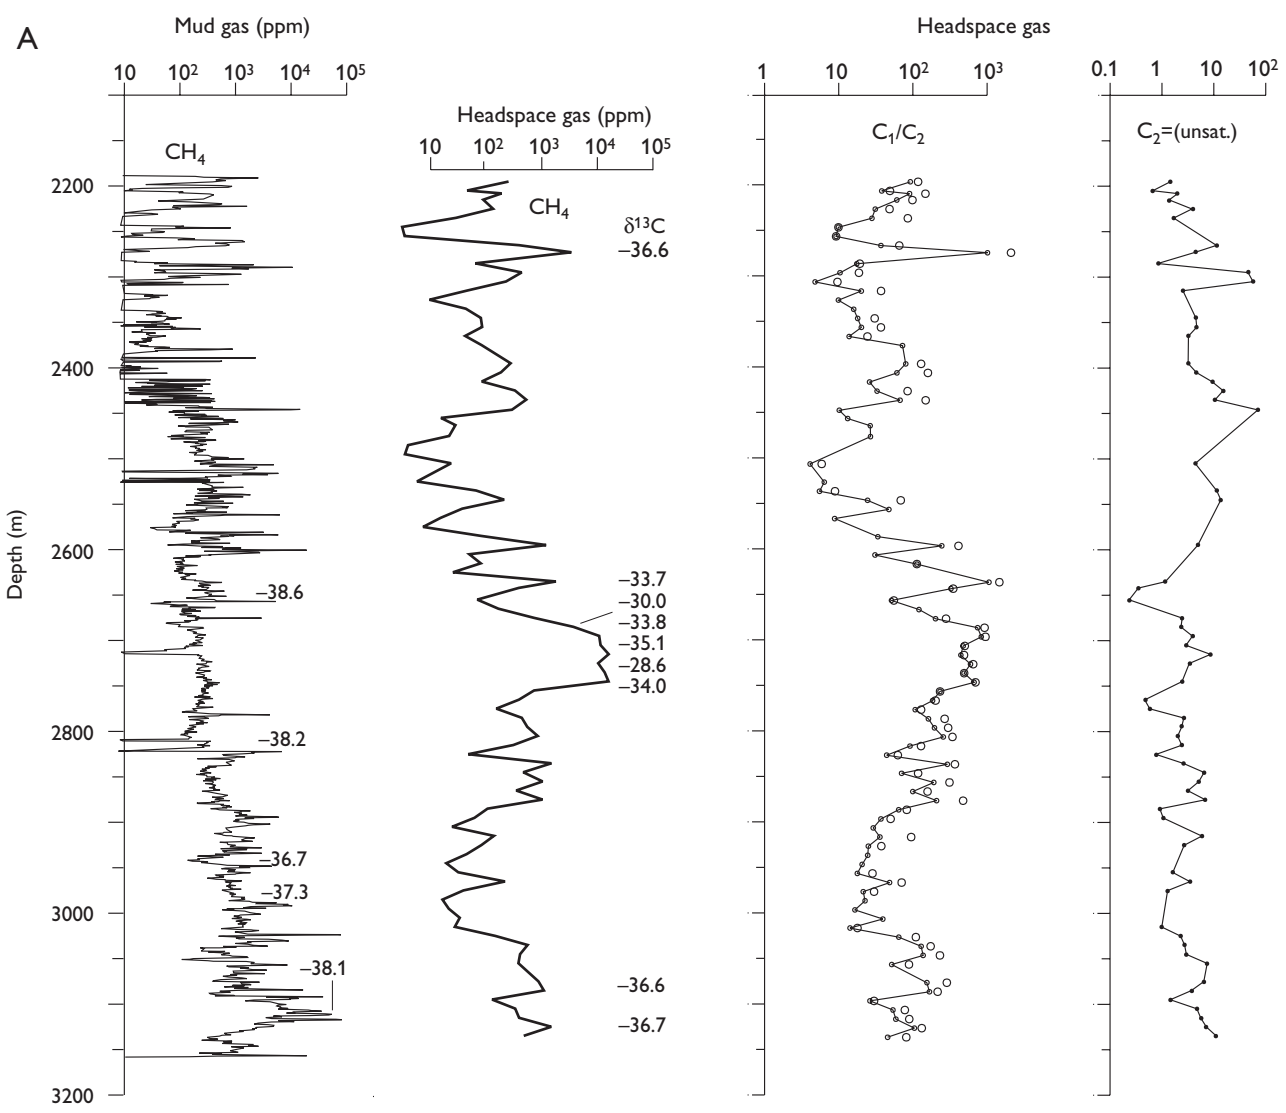 A
Mud gas (ppm)
10 10² 10³ 10⁴ 10⁵
CH₄
Headspace gas (ppm)
10 10² 10³ 10⁴ 10⁵
CH₄
δ¹³C
–36.6
–33.7
–30.0
–33.8
–35.1
–28.6
–34.0
–36.6
–36.7
–38.6
–38.2
–36.7
–37.3
–38.1
Headspace gas
1 10 10² 10³
C₁/C₂
0.1 1 10 10²
C₂=(unsat.)
Depth (m)
2200
2400
2600
2800
3000
3200